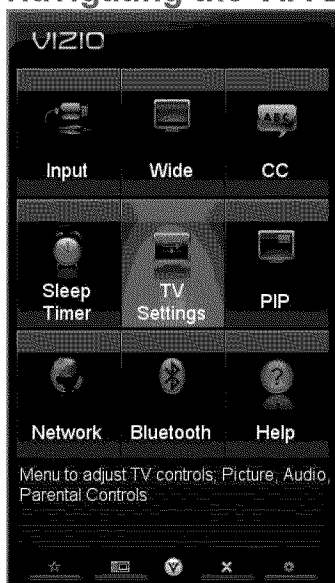 VIZIO
Input Wide CC
ABC
Sleep Timer
TV Settings
PIP
Network Bluetooth Help
?
Menu to adjust TV controls, Picture, Audio,
Parental Controls
Y X